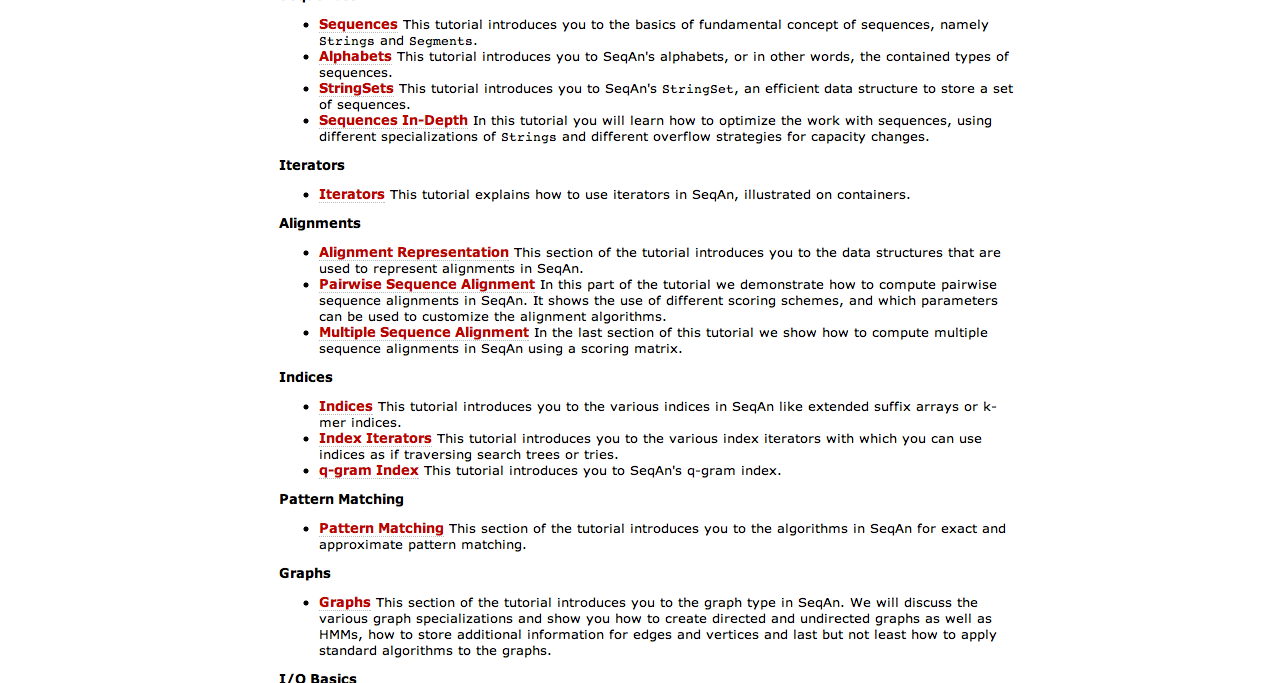 Sequences This tutorial introduces you to the basics of fundamental concept of sequences, namely
Strings and Segments.
Alphabets This tutorial introduces you to SeqAn's alphabets, or in other words, the contained types of
sequences.
StringSets This tutorial introduces you to SeqAn's StringSet, an efficient data structure to store a set
of sequences.
Sequences In-Depth In this tutorial you will learn how to optimize the work with sequences, using
different specializations of Strings and different overflow strategies for capacity changes.
Iterators
Iterators This tutorial explains how to use iterators in SeqAn, illustrated on containers.
Alignments
Alignment Representation This section of the tutorial introduces you to the data structures that are
used to represent alignments in SeqAn.
Pairwise Sequence Alignment In this part of the tutorial we demonstrate how to compute pairwise
sequence alignments in SeqAn. It shows the use of different scoring schemes, and which parameters
can be used to customize the alignment algorithms.
Multiple Sequence Alignment In the last section of this tutorial we show how to compute multiple
sequence alignments in SeqAn using a scoring matrix.
Indices
Indices This tutorial introduces you to the various indices in SeqAn like extended suffix arrays or k-
mer indices.
Index Iterators This tutorial introduces you to the various index iterators with which you can use
indices as if traversing search trees or tries.
q-gram Index This tutorial introduces you to SeqAn's q-gram index.
Pattern Matching
Pattern Matching This section of the tutorial introduces you to the algorithms in SeqAn for exact and
approximate pattern matching.
Graphs
Graphs This section of the tutorial introduces you to the graph type in SeqAn. We will discuss the
various graph specializations and show you how to create directed and undirected graphs as well as
HMMs, how to store additional information for edges and vertices and last but not least how to apply
standard algorithms to the graphs.
I/O Basics